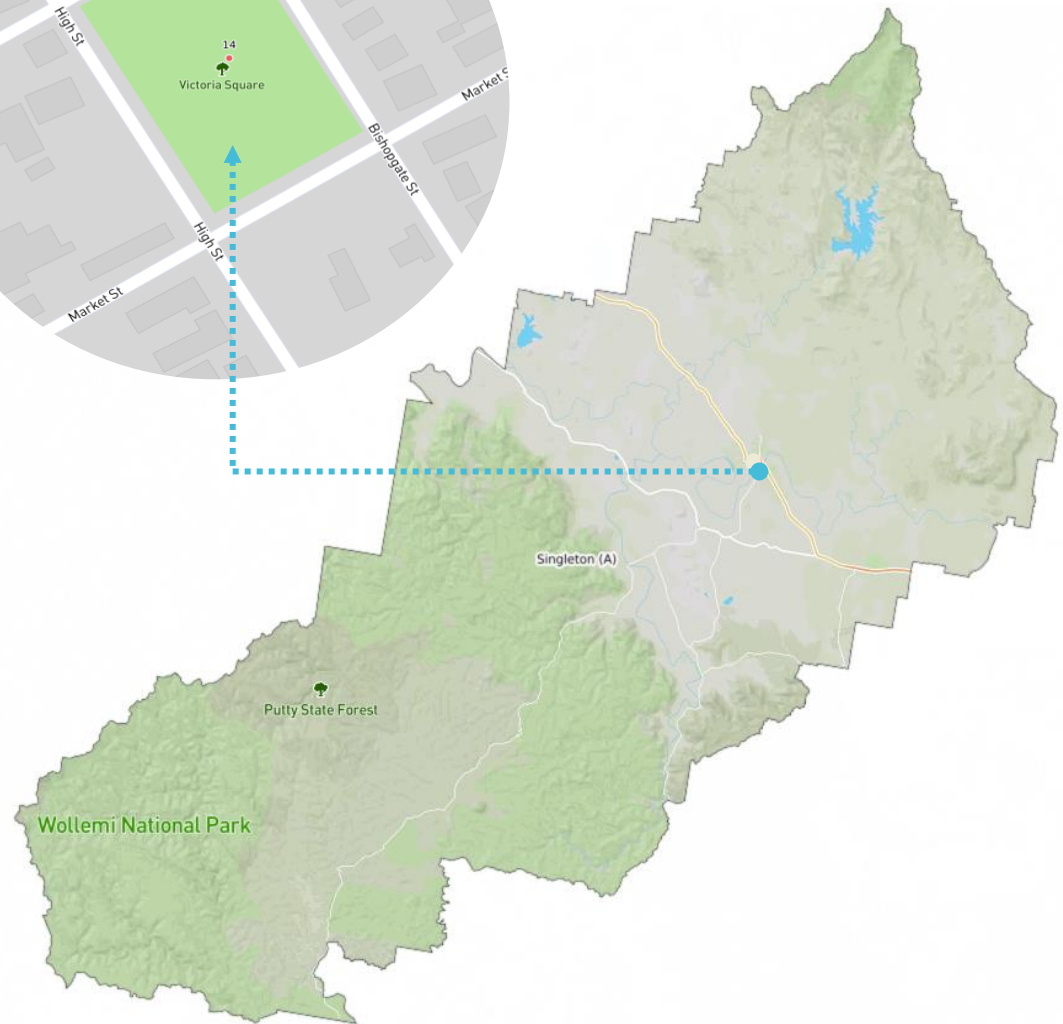 High St
14
Victoria Square
Market S
Bishopgate St
High St
Market St
Singleton (A)
Putty State Forest
Wollemi National Park